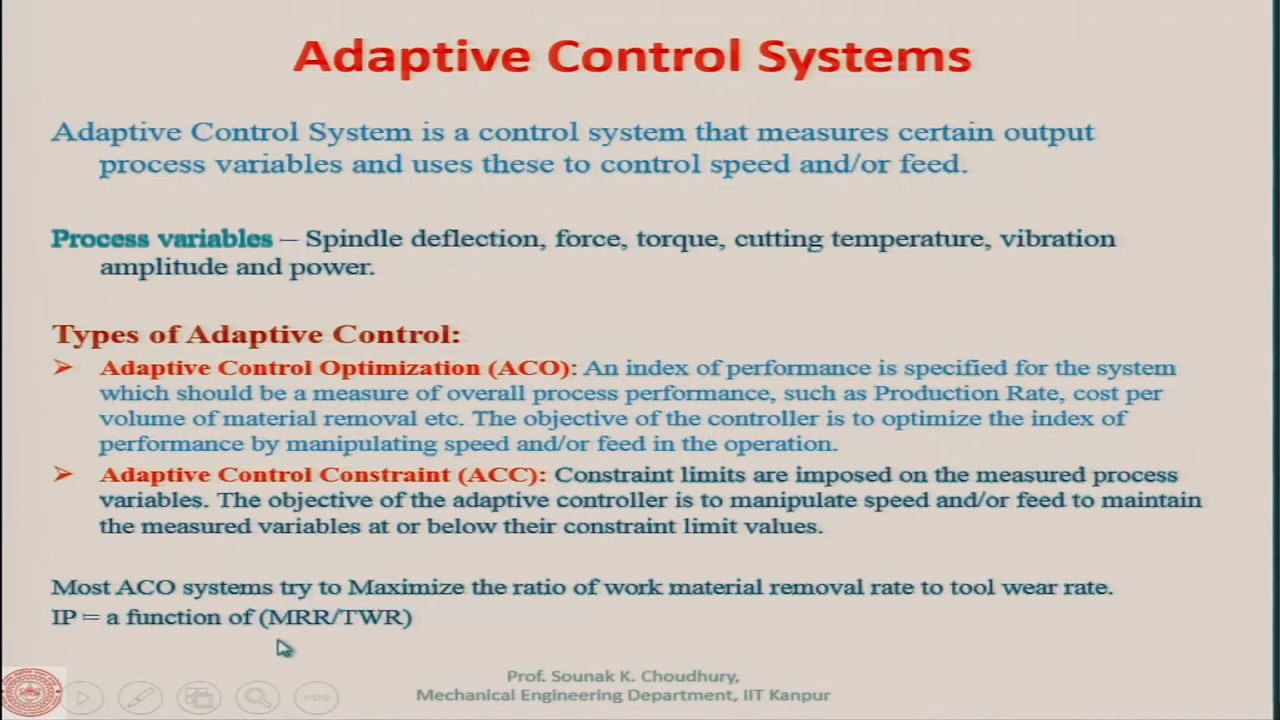 Adaptive Control Systems
Adaptive Control System is a control system that measures certain output
process variables and uses these to control speed and/or feed.
Process variables – Spindle deflection, force, torque, cutting temperature, vibration
amplitude and power.
Types of Adaptive Control:
Adaptive Control Optimization (ACO): An index of performance is specified for the system
which should be a measure of overall process performance, such as Production Rate, cost per
volume of material removal etc. The objective of the controller is to optimize the index of
performance by manipulating speed and/or feed in the operation.
Adaptive Control Constraint (ACC): Constraint limits are imposed on the measured process
variables. The objective of the adaptive controller is to manipulate speed and/or feed to maintain
the measured variables at or below their constraint limit values.
Most ACO systems try to Maximize the ratio of work material removal rate to tool wear rate.
IP = a function of (MRR/TWR)
Prof. Sounak K. Choudhury,
Mechanical Engineering Department, IIT Kanpur